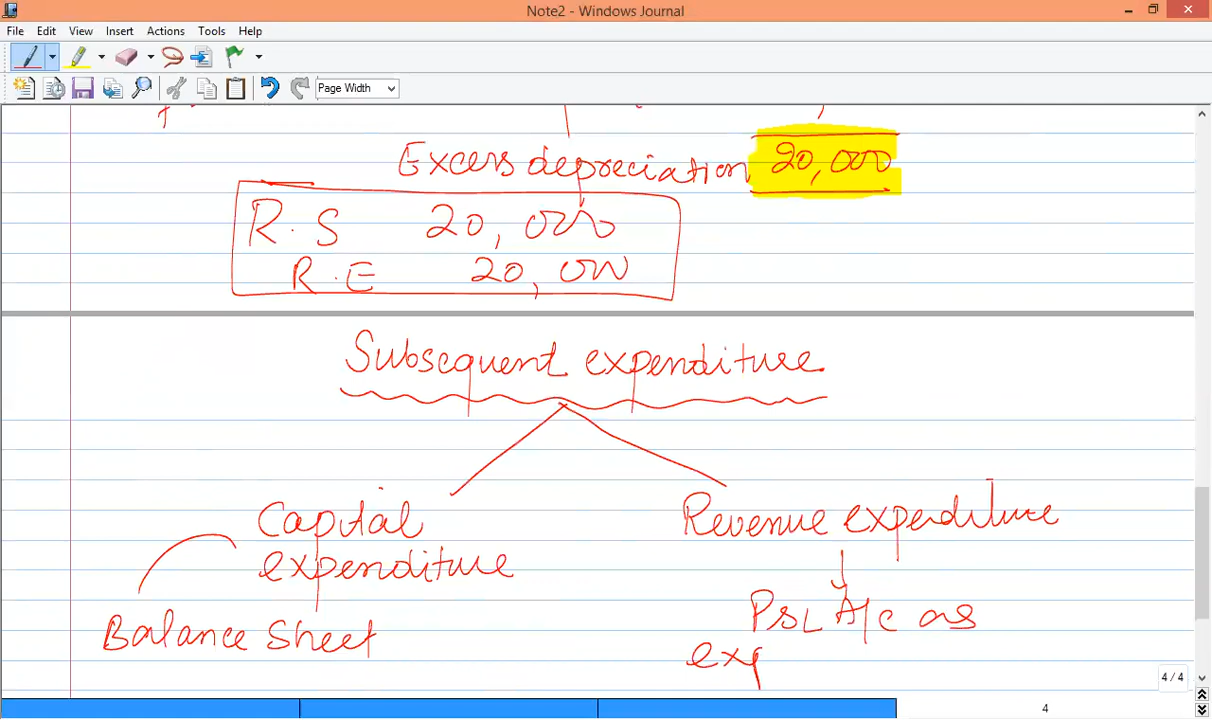 Note2 - Windows Journal
File Edit View Insert Actions Tools Help
Page Width
Excess depreciation 20,000
R.S 20,000
R.E 20,000
Subsequent expenditure
Capital Revenue expenditure
expenditure
Balance Sheet P&L A/c as
exp
4 / 4
4